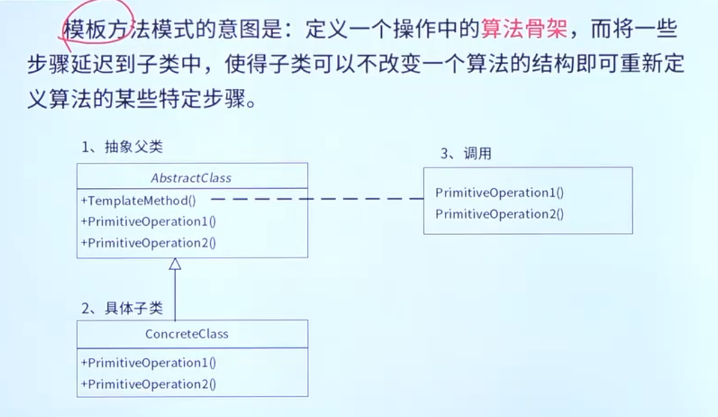 模板方法模式的意图是：定义一个操作中的算法骨架，而将一些
步骤延迟到子类中，使得子类可以不改变一个算法的结构即可重新定
义算法的某些特定步骤。
1、抽象父类
AbstractClass
+TemplateMethod()
+PrimitiveOperation1()
+PrimitiveOperation2()
3、调用
PrimitiveOperation1()
PrimitiveOperation2()
2、具体子类
ConcreteClass
+PrimitiveOperation1()
+PrimitiveOperation2()